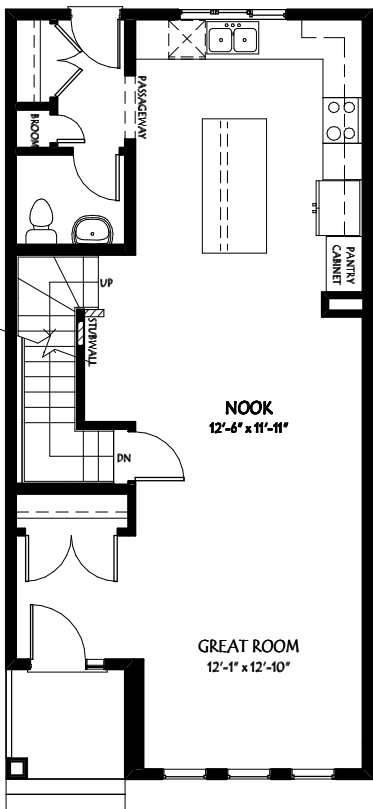 PASSAGEWAY
BROOM
PANTRY
CABINET
UP
STUBWALL
NOOK
12'-6" x 11'-11"
DN
GREAT ROOM
12'-1" x 12'-10"